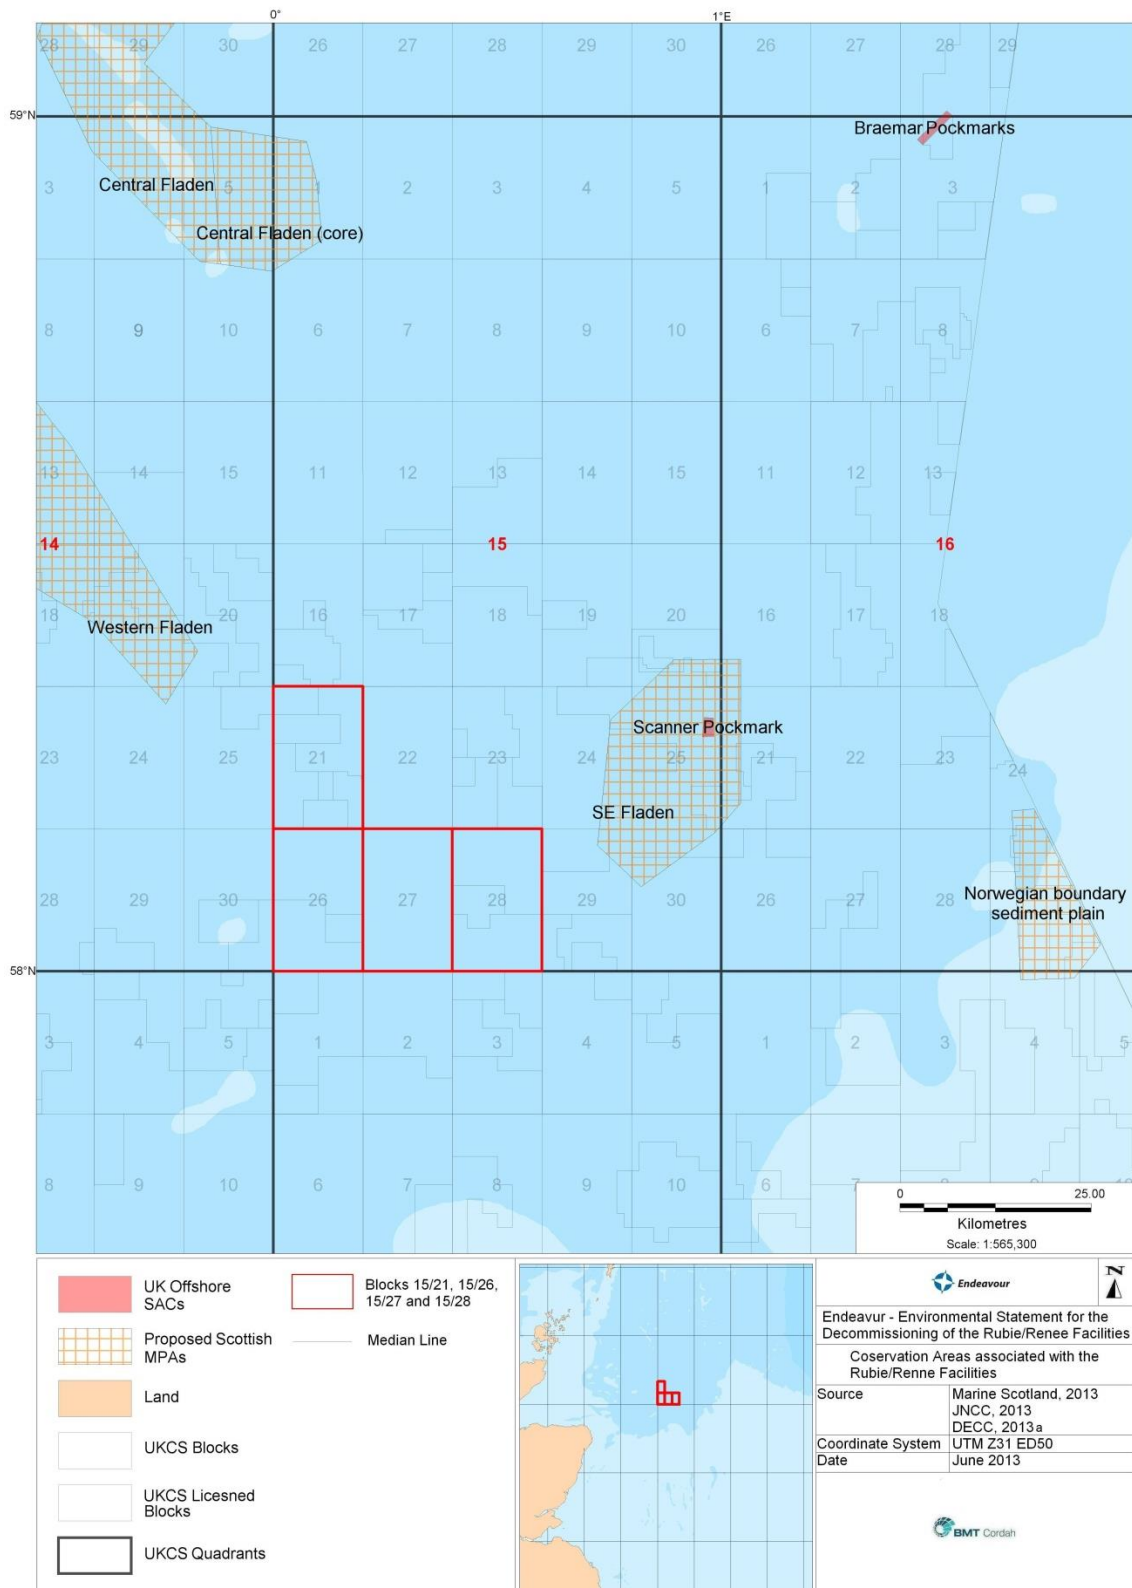 0° 1°E
28 29 30 26 27 28 29 30 26 27 28 29
59°N
Braemar Pockmarks
Central Fladen
3 5 1 2 3 4 5 1 2 3
Central Fladen (core)
8 9 10 6 7 8 9 10 6 7 8
13 14 15 11 12 13 14 15 11 12 13
14 15 16
18 20 16 17 18 19 20 16 17 18
Western Fladen
Scanner Pockmark
23 24 25 21 22 23 25 21 22 23 24
SE Fladen
28 29 30 26 27 28 29 30 26 27 28
Norwegian boundary
sediment plain
58°N
3 4 5 1 2 3 4 5 1 2 3 4 5
8 9 10 6 7 8 9 10 6 7
0 25.00
Kilometres
Scale: 1:565,300
UK Offshore
SACs
Proposed Scottish
MPAs
Land
UKCS Blocks
UKCS Licesned
Blocks
UKCS Quadrants
Blocks 15/21, 15/26,
15/27 and 15/28
Median Line
Endeavour
N
Endeavur - Environmental Statement for the
Decommissioning of the Rubie/Renee Facilities
Coservation Areas associated with the
Rubie/Renne Facilities
Source Marine Scotland, 2013
JNCC, 2013
DECC, 2013a
Coordinate System UTM Z31 ED50
Date June 2013
BMT Cordah